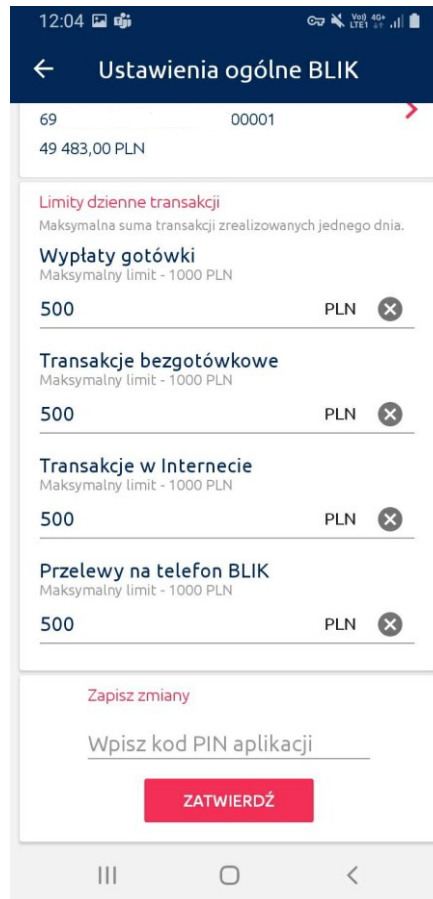 12:04
Vo) 4G+
LTE1
Ustawienia ogólne BLIK
69 00001
49 483,00 PLN
Limity dzienne transakcji
Maksymalna suma transakcji zrealizowanych jednego dnia.
Wypłaty gotówki
Maksymalny limit - 1000 PLN
500 PLN
Transakcje bezgotówkowe
Maksymalny limit - 1000 PLN
500 PLN
Transakcje w Internecie
Maksymalny limit - 1000 PLN
500 PLN
Przelewy na telefon BLIK
Maksymalny limit - 1000 PLN
500 PLN
Zapisz zmiany
Wpisz kod PIN aplikacji
ZATWIERDŹ